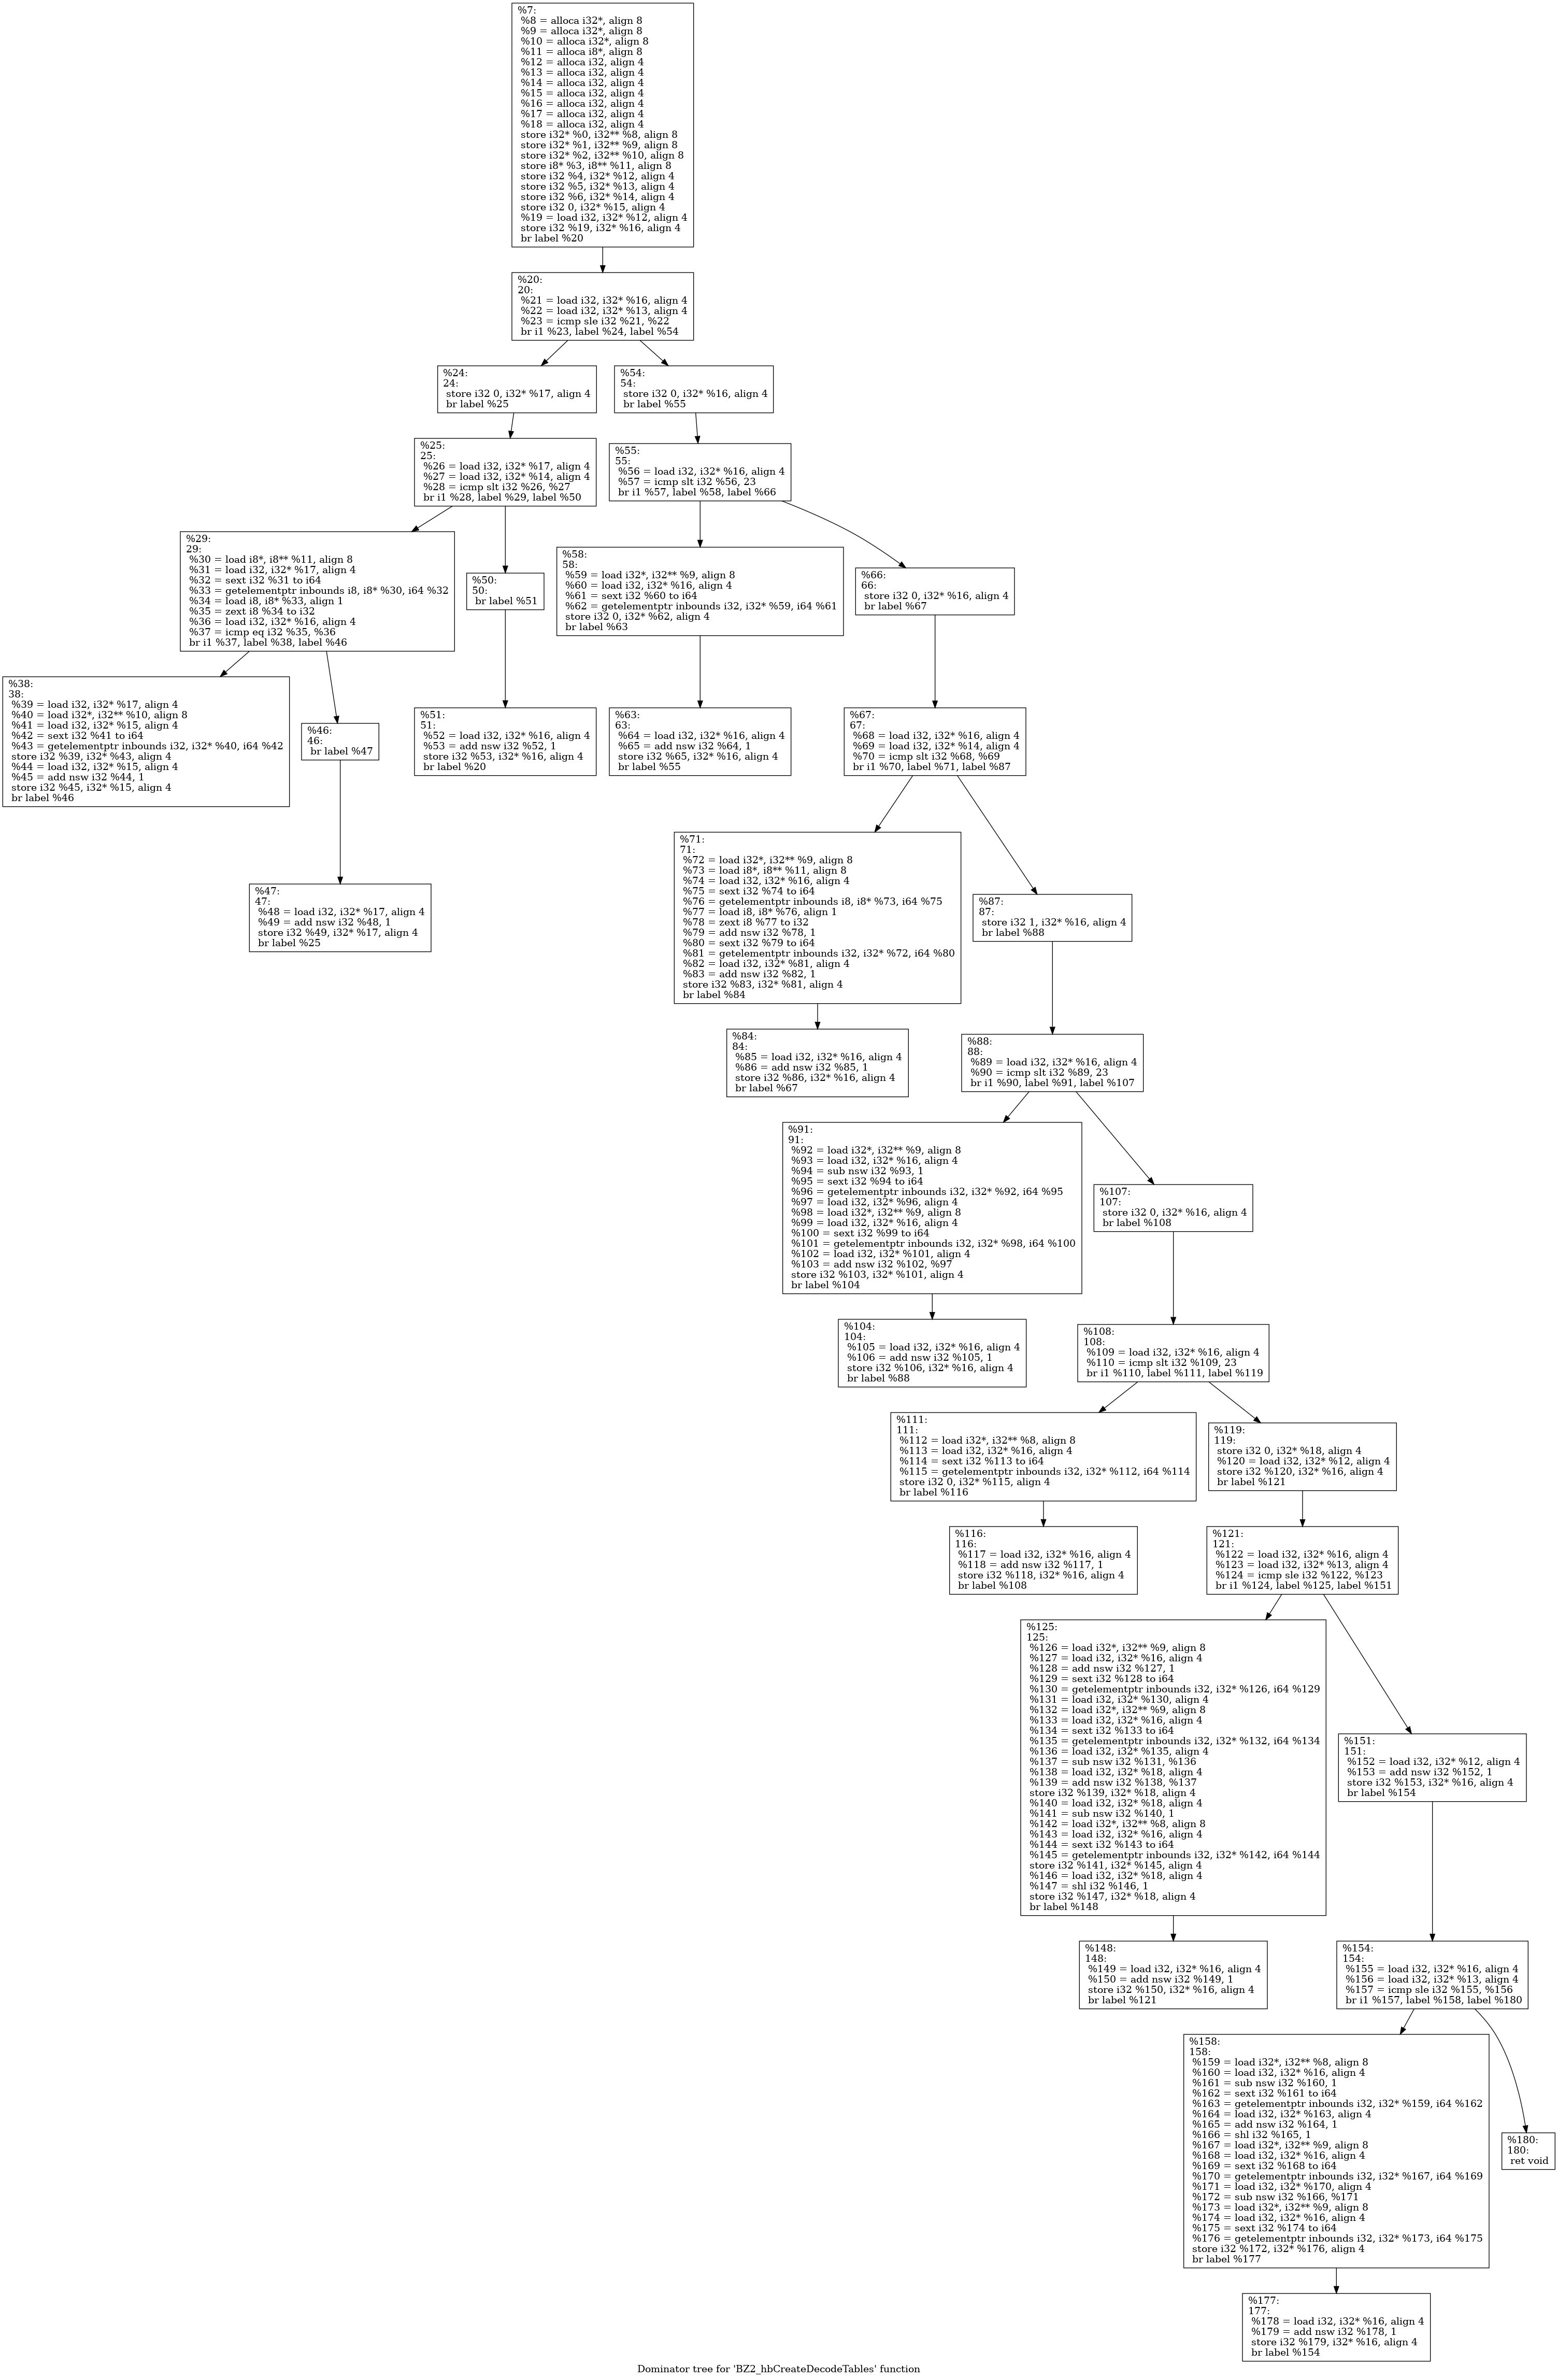 %7:
%8 = alloca i32*, align 8
%9 = alloca i32*, align 8
%10 = alloca i32*, align 8
%11 = alloca i8*, align 8
%12 = alloca i32, align 4
%13 = alloca i32, align 4
%14 = alloca i32, align 4
%15 = alloca i32, align 4
%16 = alloca i32, align 4
%17 = alloca i32, align 4
%18 = alloca i32, align 4
store i32* %0, i32** %8, align 8
store i32* %1, i32** %9, align 8
store i32* %2, i32** %10, align 8
store i8* %3, i8** %11, align 8
store i32 %4, i32* %12, align 4
store i32 %5, i32* %13, align 4
store i32 %6, i32* %14, align 4
store i32 0, i32* %15, align 4
%19 = load i32, i32* %12, align 4
store i32 %19, i32* %16, align 4
br label %20
%20:
20:
%21 = load i32, i32* %16, align 4
%22 = load i32, i32* %13, align 4
%23 = icmp sle i32 %21, %22
br i1 %23, label %24, label %54
%24:
24:
store i32 0, i32* %17, align 4
br label %25
%54:
54:
store i32 0, i32* %16, align 4
br label %55
%25:
25:
%26 = load i32, i32* %17, align 4
%27 = load i32, i32* %14, align 4
%28 = icmp slt i32 %26, %27
br i1 %28, label %29, label %50
%55:
55:
%56 = load i32, i32* %16, align 4
%57 = icmp slt i32 %56, 23
br i1 %57, label %58, label %66
%29:
29:
%30 = load i8*, i8** %11, align 8
%31 = load i32, i32* %17, align 4
%32 = sext i32 %31 to i64
%33 = getelementptr inbounds i8, i8* %30, i64 %32
%34 = load i8, i8* %33, align 1
%35 = zext i8 %34 to i32
%36 = load i32, i32* %16, align 4
%37 = icmp eq i32 %35, %36
br i1 %37, label %38, label %46
%50:
50:
br label %51
%58:
58:
%59 = load i32*, i32** %9, align 8
%60 = load i32, i32* %16, align 4
%61 = sext i32 %60 to i64
%62 = getelementptr inbounds i32, i32* %59, i64 %61
store i32 0, i32* %62, align 4
br label %63
%66:
66:
store i32 0, i32* %16, align 4
br label %67
%38:
38:
%39 = load i32, i32* %17, align 4
%40 = load i32*, i32** %10, align 8
%41 = load i32, i32* %15, align 4
%42 = sext i32 %41 to i64
%43 = getelementptr inbounds i32, i32* %40, i64 %42
store i32 %39, i32* %43, align 4
%44 = load i32, i32* %15, align 4
%45 = add nsw i32 %44, 1
store i32 %45, i32* %15, align 4
br label %46
%46:
46:
br label %47
%51:
51:
%52 = load i32, i32* %16, align 4
%53 = add nsw i32 %52, 1
store i32 %53, i32* %16, align 4
br label %20
%63:
63:
%64 = load i32, i32* %16, align 4
%65 = add nsw i32 %64, 1
store i32 %65, i32* %16, align 4
br label %55
%67:
67:
%68 = load i32, i32* %16, align 4
%69 = load i32, i32* %14, align 4
%70 = icmp slt i32 %68, %69
br i1 %70, label %71, label %87
%47:
47:
%48 = load i32, i32* %17, align 4
%49 = add nsw i32 %48, 1
store i32 %49, i32* %17, align 4
br label %25
%71:
71:
%72 = load i32*, i32** %9, align 8
%73 = load i8*, i8** %11, align 8
%74 = load i32, i32* %16, align 4
%75 = sext i32 %74 to i64
%76 = getelementptr inbounds i8, i8* %73, i64 %75
%77 = load i8, i8* %76, align 1
%78 = zext i8 %77 to i32
%79 = add nsw i32 %78, 1
%80 = sext i32 %79 to i64
%81 = getelementptr inbounds i32, i32* %72, i64 %80
%82 = load i32, i32* %81, align 4
%83 = add nsw i32 %82, 1
store i32 %83, i32* %81, align 4
br label %84
%87:
87:
store i32 1, i32* %16, align 4
br label %88
%84:
84:
%85 = load i32, i32* %16, align 4
%86 = add nsw i32 %85, 1
store i32 %86, i32* %16, align 4
br label %67
%88:
88:
%89 = load i32, i32* %16, align 4
%90 = icmp slt i32 %89, 23
br i1 %90, label %91, label %107
%91:
91:
%92 = load i32*, i32** %9, align 8
%93 = load i32, i32* %16, align 4
%94 = sub nsw i32 %93, 1
%95 = sext i32 %94 to i64
%96 = getelementptr inbounds i32, i32* %92, i64 %95
%97 = load i32, i32* %96, align 4
%98 = load i32*, i32** %9, align 8
%99 = load i32, i32* %16, align 4
%100 = sext i32 %99 to i64
%101 = getelementptr inbounds i32, i32* %98, i64 %100
%102 = load i32, i32* %101, align 4
%103 = add nsw i32 %102, %97
store i32 %103, i32* %101, align 4
br label %104
%107:
107:
store i32 0, i32* %16, align 4
br label %108
%104:
104:
%105 = load i32, i32* %16, align 4
%106 = add nsw i32 %105, 1
store i32 %106, i32* %16, align 4
br label %88
%108:
108:
%109 = load i32, i32* %16, align 4
%110 = icmp slt i32 %109, 23
br i1 %110, label %111, label %119
%111:
111:
%112 = load i32*, i32** %8, align 8
%113 = load i32, i32* %16, align 4
%114 = sext i32 %113 to i64
%115 = getelementptr inbounds i32, i32* %112, i64 %114
store i32 0, i32* %115, align 4
br label %116
%119:
119:
store i32 0, i32* %18, align 4
%120 = load i32, i32* %12, align 4
store i32 %120, i32* %16, align 4
br label %121
%116:
116:
%117 = load i32, i32* %16, align 4
%118 = add nsw i32 %117, 1
store i32 %118, i32* %16, align 4
br label %108
%121:
121:
%122 = load i32, i32* %16, align 4
%123 = load i32, i32* %13, align 4
%124 = icmp sle i32 %122, %123
br i1 %124, label %125, label %151
%125:
125:
%126 = load i32*, i32** %9, align 8
%127 = load i32, i32* %16, align 4
%128 = add nsw i32 %127, 1
%129 = sext i32 %128 to i64
%130 = getelementptr inbounds i32, i32* %126, i64 %129
%131 = load i32, i32* %130, align 4
%132 = load i32*, i32** %9, align 8
%133 = load i32, i32* %16, align 4
%134 = sext i32 %133 to i64
%135 = getelementptr inbounds i32, i32* %132, i64 %134
%136 = load i32, i32* %135, align 4
%137 = sub nsw i32 %131, %136
%138 = load i32, i32* %18, align 4
%139 = add nsw i32 %138, %137
store i32 %139, i32* %18, align 4
%140 = load i32, i32* %18, align 4
%141 = sub nsw i32 %140, 1
%142 = load i32*, i32** %8, align 8
%143 = load i32, i32* %16, align 4
%144 = sext i32 %143 to i64
%145 = getelementptr inbounds i32, i32* %142, i64 %144
store i32 %141, i32* %145, align 4
%146 = load i32, i32* %18, align 4
%147 = shl i32 %146, 1
store i32 %147, i32* %18, align 4
br label %148
%151:
151:
%152 = load i32, i32* %12, align 4
%153 = add nsw i32 %152, 1
store i32 %153, i32* %16, align 4
br label %154
%148:
148:
%149 = load i32, i32* %16, align 4
%150 = add nsw i32 %149, 1
store i32 %150, i32* %16, align 4
br label %121
%154:
154:
%155 = load i32, i32* %16, align 4
%156 = load i32, i32* %13, align 4
%157 = icmp sle i32 %155, %156
br i1 %157, label %158, label %180
%158:
158:
%159 = load i32*, i32** %8, align 8
%160 = load i32, i32* %16, align 4
%161 = sub nsw i32 %160, 1
%162 = sext i32 %161 to i64
%163 = getelementptr inbounds i32, i32* %159, i64 %162
%164 = load i32, i32* %163, align 4
%165 = add nsw i32 %164, 1
%166 = shl i32 %165, 1
%167 = load i32*, i32** %9, align 8
%168 = load i32, i32* %16, align 4
%169 = sext i32 %168 to i64
%170 = getelementptr inbounds i32, i32* %167, i64 %169
%171 = load i32, i32* %170, align 4
%172 = sub nsw i32 %166, %171
%173 = load i32*, i32** %9, align 8
%174 = load i32, i32* %16, align 4
%175 = sext i32 %174 to i64
%176 = getelementptr inbounds i32, i32* %173, i64 %175
store i32 %172, i32* %176, align 4
br label %177
%180:
180:
ret void
%177:
177:
%178 = load i32, i32* %16, align 4
%179 = add nsw i32 %178, 1
store i32 %179, i32* %16, align 4
br label %154
Dominator tree for 'BZ2_hbCreateDecodeTables' function